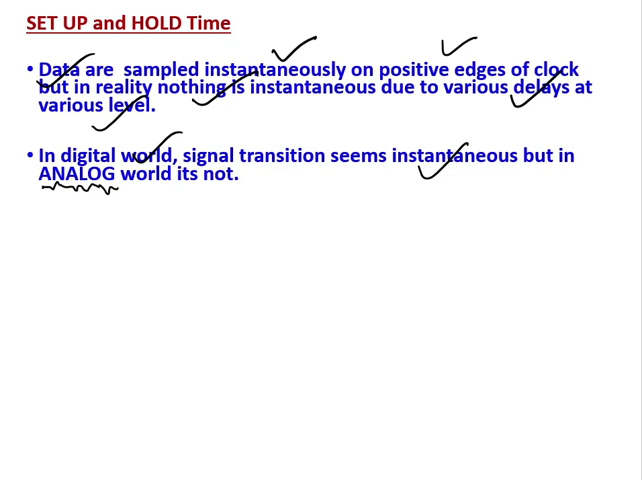 SET UP and HOLD Time
• Data are sampled instantaneously on positive edges of clock
but in reality nothing is instantaneous due to various delays at
various level.
• In digital world, signal transition seems instantaneous but in
ANALOG world its not.